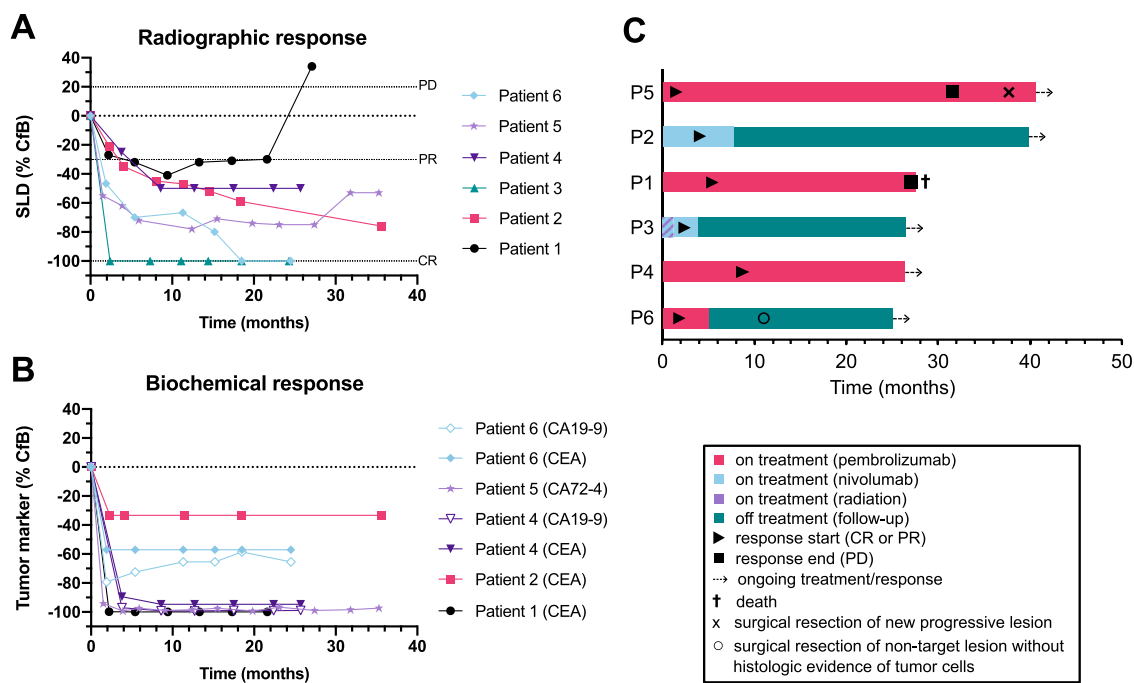 A
Radiographic response
40
20
0
-20
-40
-60
-80
-100
PD
PR
CR
SLD (% CfB)
0
10
20
30
40
Time (months)
Patient 6
Patient 5
Patient 4
Patient 3
Patient 2
Patient 1
B
Biochemical response
40
20
0
-20
-40
-60
-80
-100
Tumor marker (% CfB)
0
10
20
30
40
Time (months)
Patient 6 (CA19-9)
Patient 6 (CEA)
Patient 5 (CA72-4)
Patient 4 (CA19-9)
Patient 4 (CEA)
Patient 2 (CEA)
Patient 1 (CEA)
C
P5
P2
P1
P3
P4
P6
0
10
20
30
40
50
Time (months)
on treatment (pembrolizumab)
on treatment (nivolumab)
on treatment (radiation)
off treatment (follow-up)
response start (CR or PR)
response end (PD)
ongoing treatment/response
death
surgical resection of new progressive lesion
surgical resection of non-target lesion without
histologic evidence of tumor cells